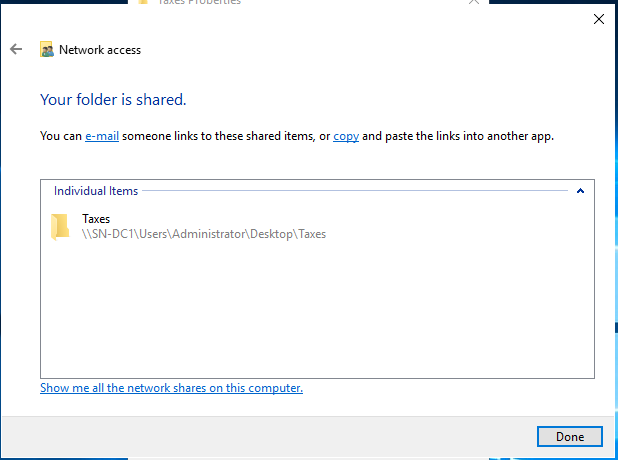 Taxes Properties
Network access
Your folder is shared.
You can e-mail someone links to these shared items, or copy and paste the links into another app.
Individual Items
Taxes
\\SN-DC1\Users\Administrator\Desktop\Taxes
Show me all the network shares on this computer.
Done